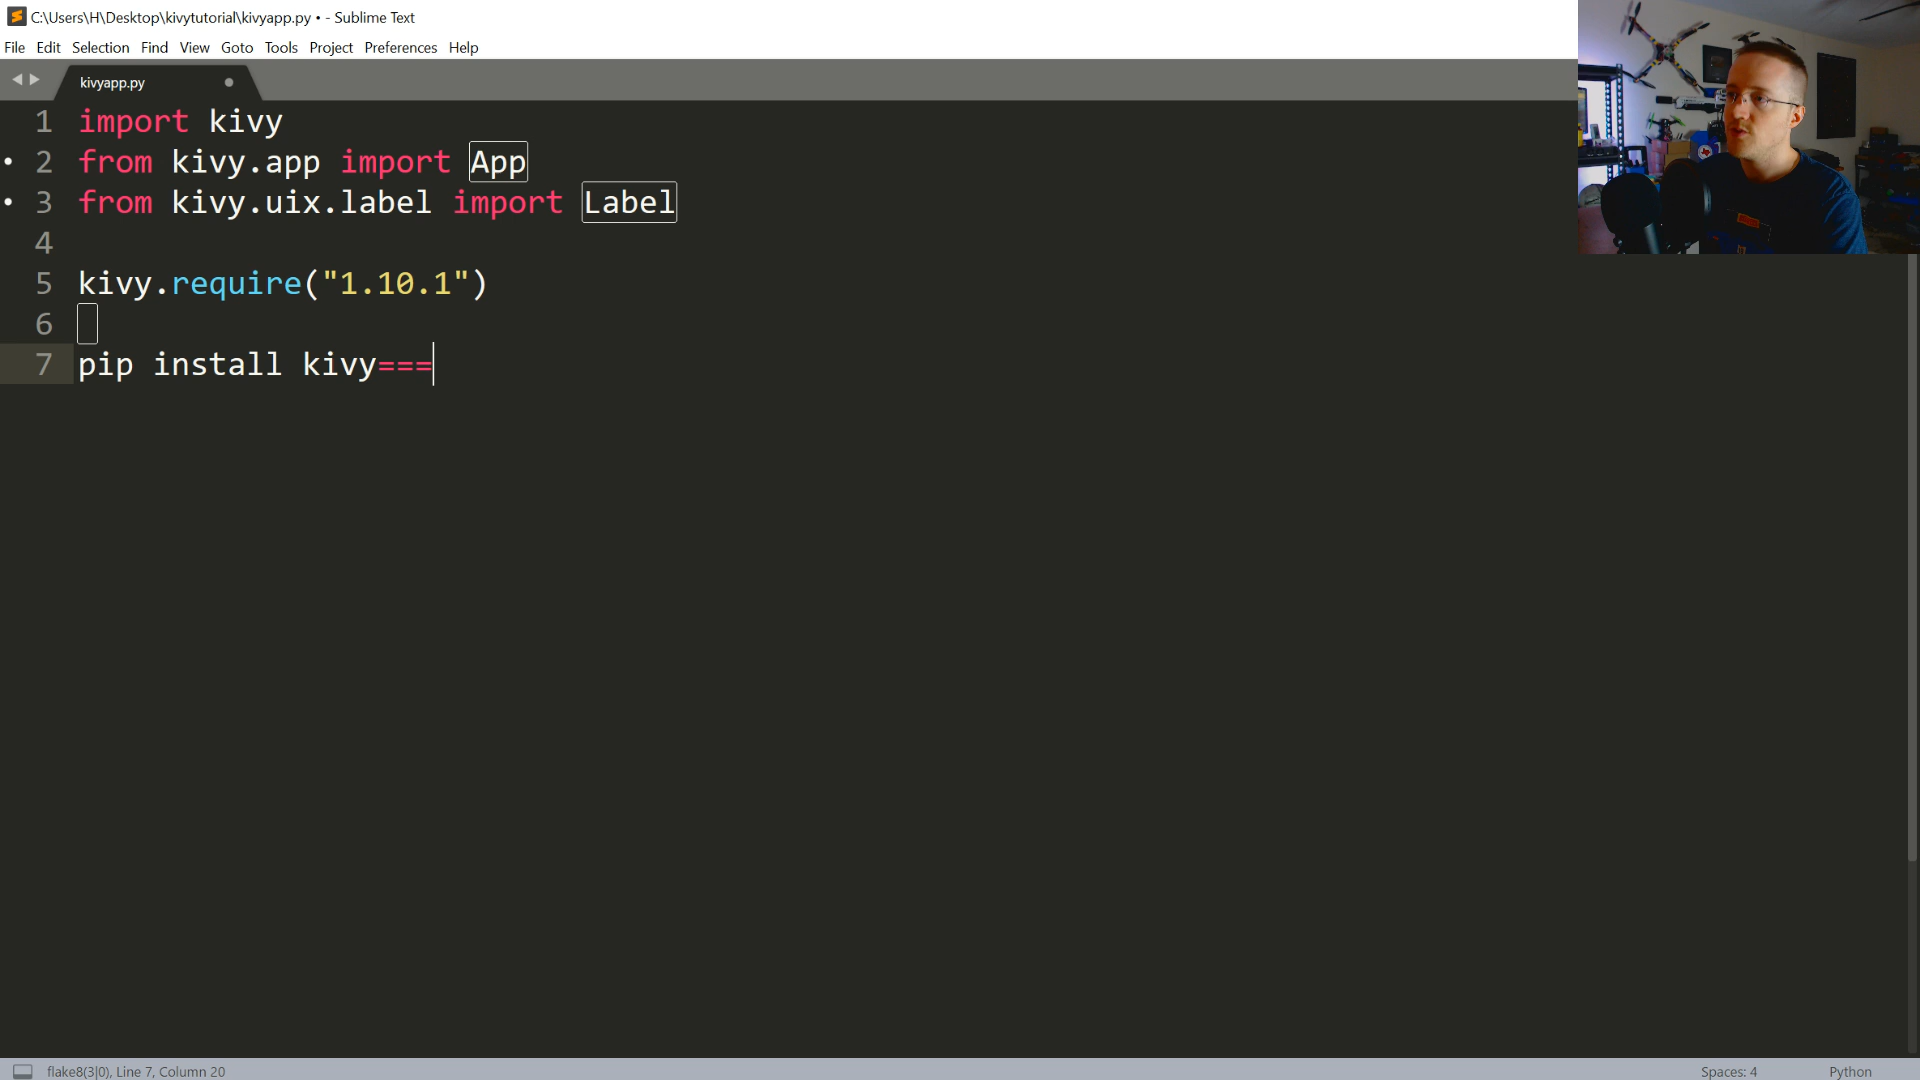 C:\Users\H\Desktop\kivytutorial\kivyapp.py • - Sublime Text
File Edit Selection Find View Goto Tools Project Preferences Help
kivyapp.py
1 import kivy
2 from kivy.app import App
3 from kivy.uix.label import Label
4
5 kivy.require("1.10.1")
6
7 pip install kivy===
flake8(3|0), Line 7, Column 20 Spaces: 4 Python